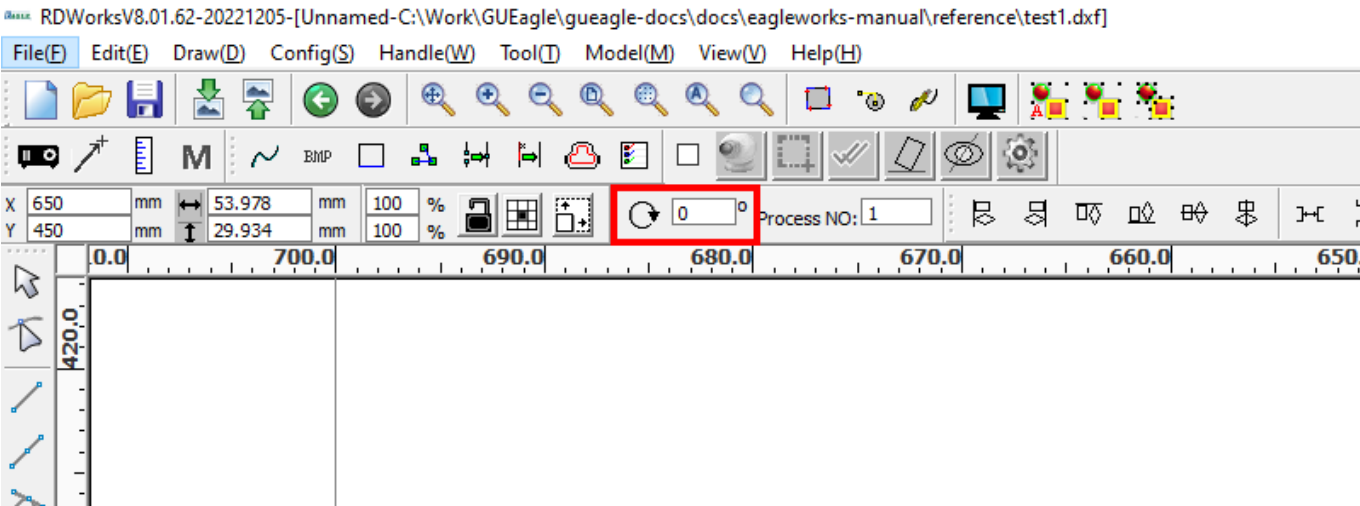 RDWorksV8.01.62-20221205-[Unnamed-C:\Work\GUEagle\gueagle-docs\docs\eagleworks-manual\reference\test1.dxf]
File(F) Edit(E) Draw(D) Config(S) Handle(W) Tool(T) Model(M) View(V) Help(H)
A
A
M BMP
X 650 mm 53.978 mm 100 % 0 ° Process NO: 1
Y 450 mm 29.934 mm 100 %
0.0 700.0 690.0 680.0 670.0 660.0 650.
420.0